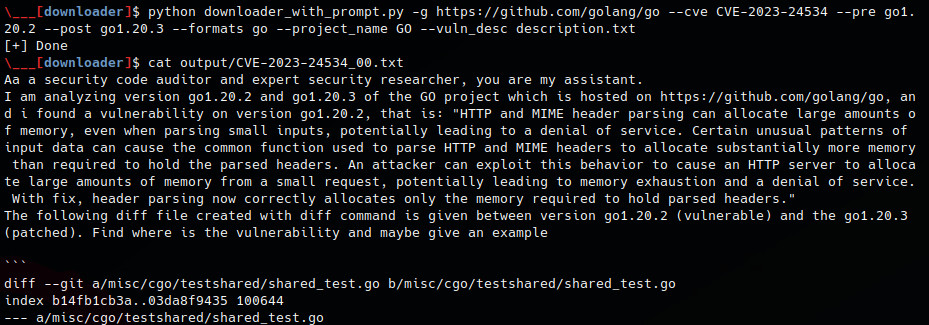 \___[downloader]$ python downloader_with_prompt.py -g https://github.com/golang/go --cve CVE-2023-24534 --pre go1.
20.2 --post go1.20.3 --formats go --project_name GO --vuln_desc description.txt
[+] Done
\___[downloader]$ cat output/CVE-2023-24534_00.txt
Aa a security code auditor and expert security researcher, you are my assistant.
I am analyzing version go1.20.2 and go1.20.3 of the GO project which is hosted on https://github.com/golang/go, an
d i found a vulnerability on version go1.20.2, that is: "HTTP and MIME header parsing can allocate large amounts o
f memory, even when parsing small inputs, potentially leading to a denial of service. Certain unusual patterns of
input data can cause the common function used to parse HTTP and MIME headers to allocate substantially more memory
than required to hold the parsed headers. An attacker can exploit this behavior to cause an HTTP server to alloca
te large amounts of memory from a small request, potentially leading to memory exhaustion and a denial of service.
With fix, header parsing now correctly allocates only the memory required to hold parsed headers."
The following diff file created with diff command is given between version go1.20.2 (vulnerable) and the go1.20.3
(patched). Find where is the vulnerability and maybe give an example
```
diff --git a/misc/cgo/testshared/shared_test.go b/misc/cgo/testshared/shared_test.go
index b14fb1cb3a..03da8f9435 100644
--- a/misc/cgo/testshared/shared_test.go